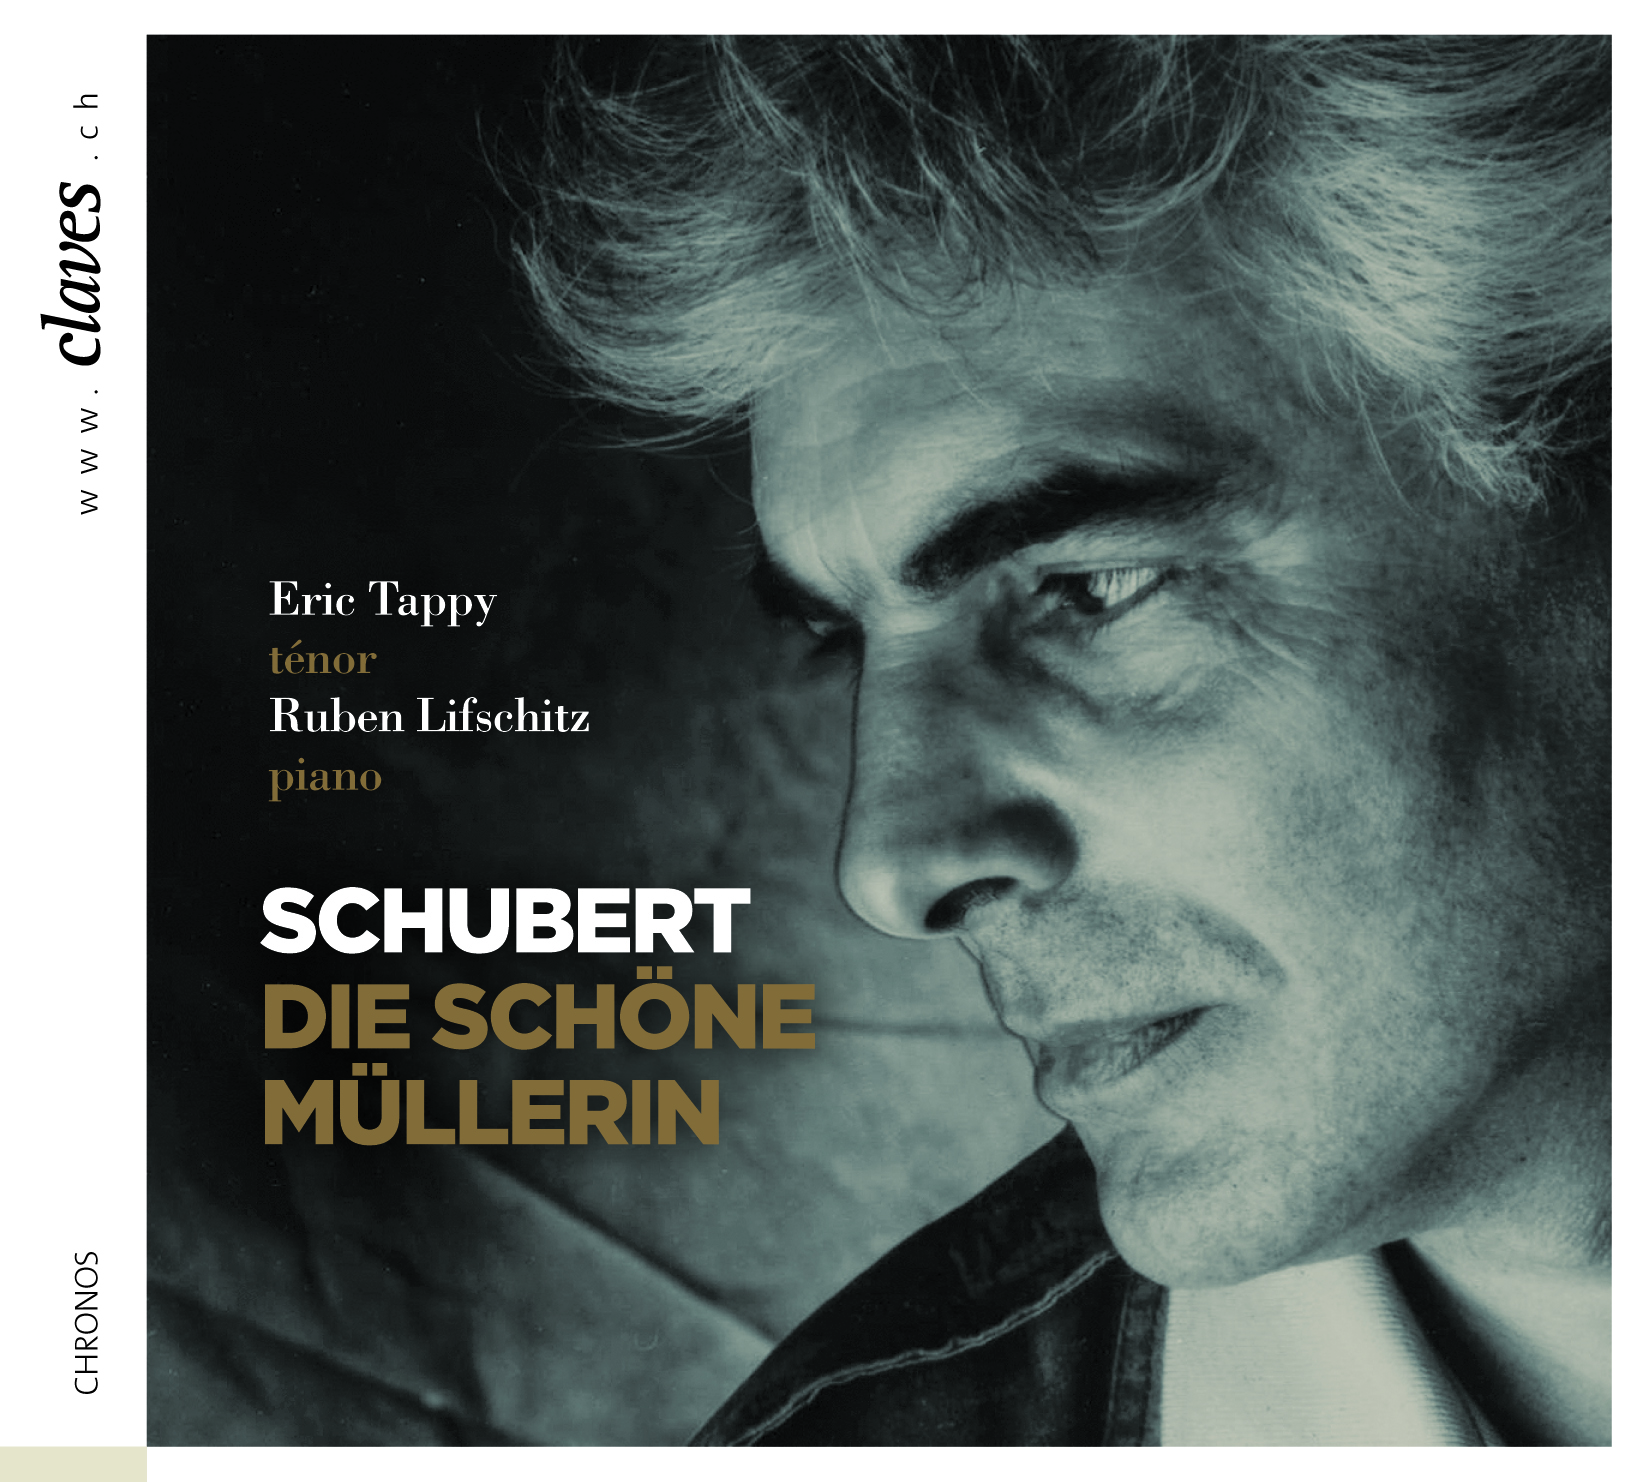 www.claves.ch
Eric Tappy
ténor
Ruben Lifschitz
piano
SCHUBERT
DIE SCHÖNE
MÜLLERIN
CHRONOS